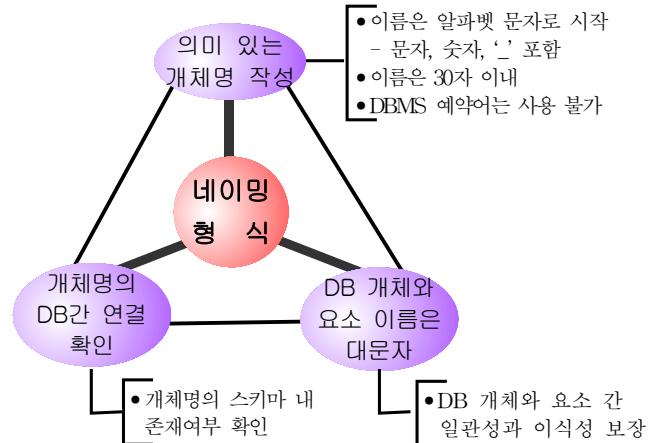 의미 있는
개체명 작성
• 이름은 알파벳 문자로 시작
- 문자, 숫자, ‘_’ 포함
• 이름은 30자 이내
• DBMS 예약어는 사용 불가
네이밍
형 식
개체명의
DB간 연결
확인
DB 개체와
요소 이름은
대문자
• 개체명의 스키마 내
존재여부 확인
• DB 개체와 요소 간
일관성과 이식성 보장